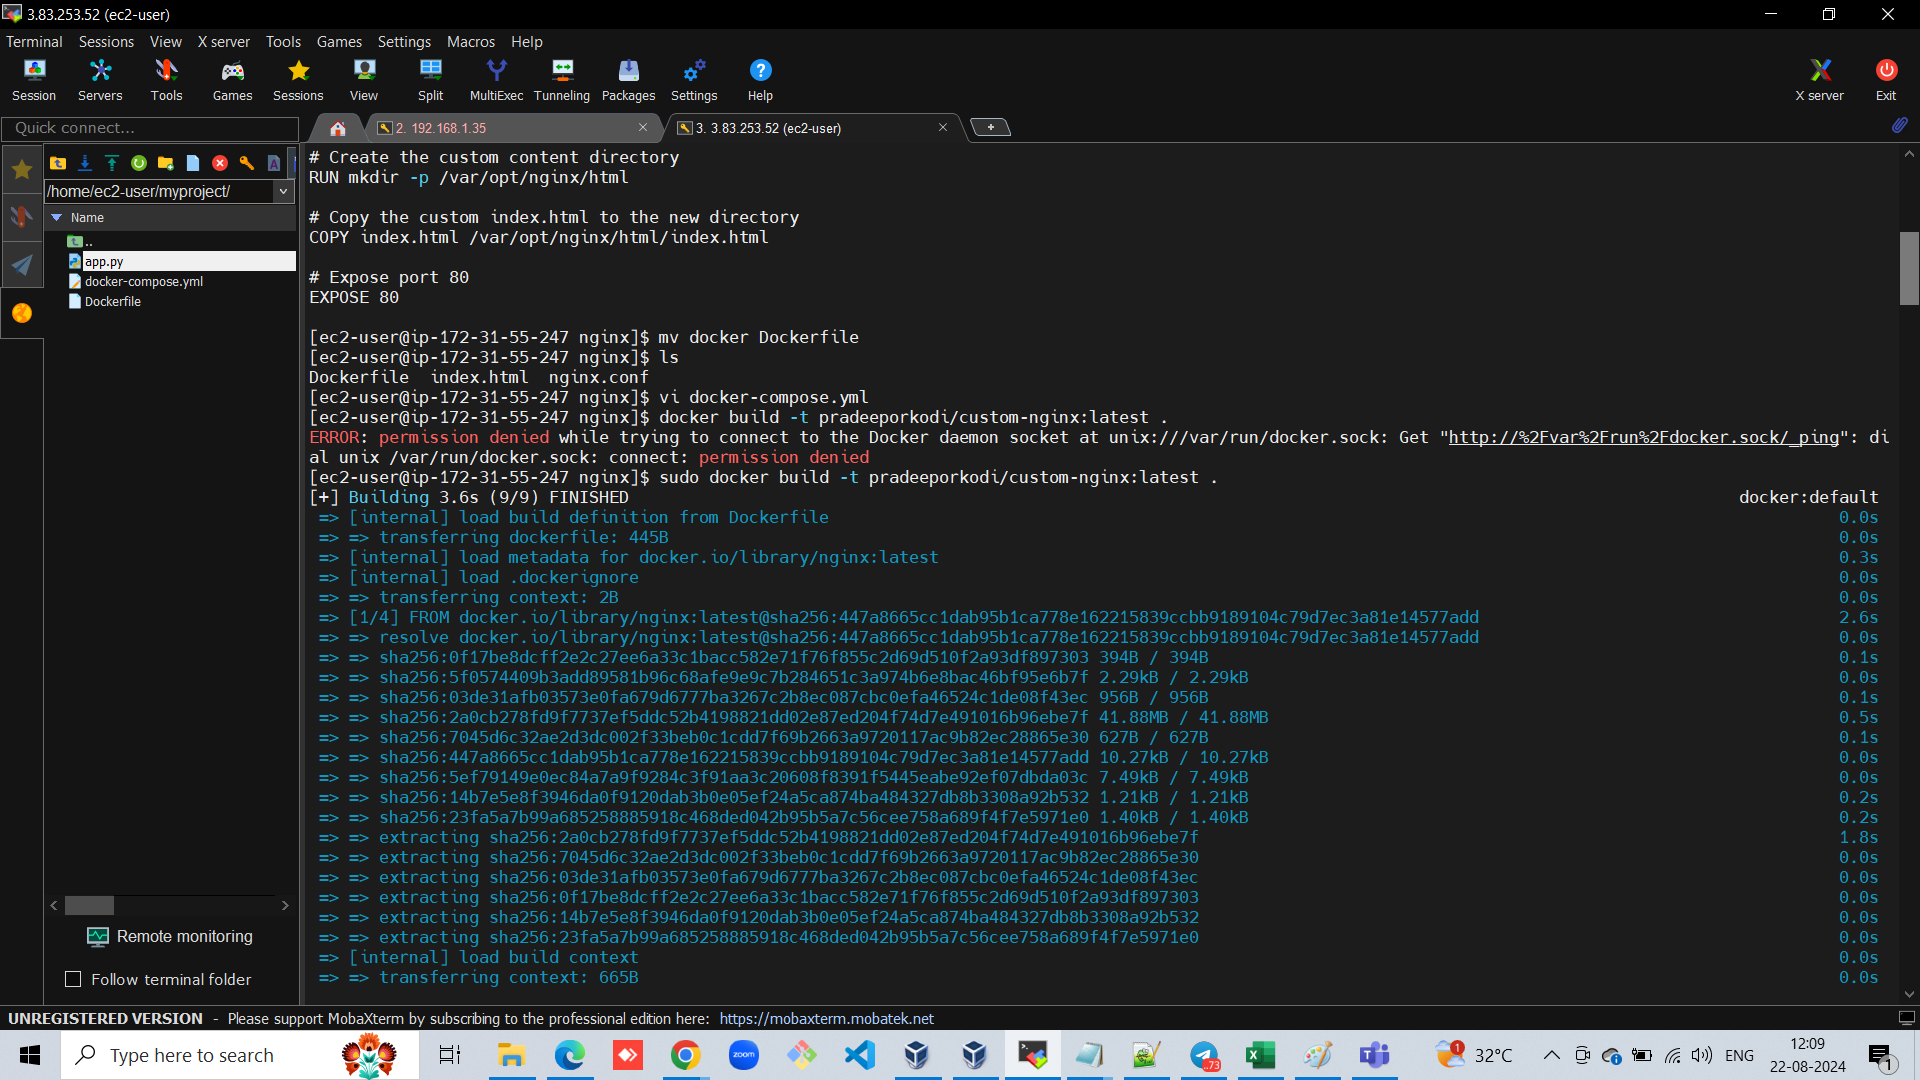 3.83.253.52 (ec2-user)
Terminal Sessions View X server Tools Games Settings Macros Help
Session Servers Tools Games Sessions View Split MultiExec Tunneling Packages Settings Help X server Exit
Quick connect...
2. 192.168.1.35
3. 3.83.253.52 (ec2-user)
/home/ec2-user/myproject/
Name
..
app.py
docker-compose.yml
Dockerfile
Remote monitoring
Follow terminal folder
# Create the custom content directory
RUN mkdir -p /var/opt/nginx/html
# Copy the custom index.html to the new directory
COPY index.html /var/opt/nginx/html/index.html
# Expose port 80
EXPOSE 80
[ec2-user@ip-172-31-55-247 nginx]$ mv docker Dockerfile
[ec2-user@ip-172-31-55-247 nginx]$ ls
Dockerfile index.html nginx.conf
[ec2-user@ip-172-31-55-247 nginx]$ vi docker-compose.yml
[ec2-user@ip-172-31-55-247 nginx]$ docker build -t pradeeporkodi/custom-nginx:latest .
ERROR: permission denied while trying to connect to the Docker daemon socket at unix:///var/run/docker.sock: Get "http://%2Fvar%2Frun%2Fdocker.sock/_ping": di
al unix /var/run/docker.sock: connect: permission denied
[ec2-user@ip-172-31-55-247 nginx]$ sudo docker build -t pradeeporkodi/custom-nginx:latest .
[+] Building 3.6s (9/9) FINISHED docker:default
=> [internal] load build definition from Dockerfile 0.0s
=> => transferring dockerfile: 445B 0.0s
=> [internal] load metadata for docker.io/library/nginx:latest 0.3s
=> [internal] load .dockerignore 0.0s
=> => transferring context: 2B 0.0s
=> [1/4] FROM docker.io/library/nginx:latest@sha256:447a8665cc1dab95b1ca778e162215839ccbb9189104c79d7ec3a81e14577add 2.6s
=> => resolve docker.io/library/nginx:latest@sha256:447a8665cc1dab95b1ca778e162215839ccbb9189104c79d7ec3a81e14577add 0.0s
=> => sha256:0f17be8dcff2e2c27ee6a33c1bacc582e71f76f855c2d69d510f2a93df897303 394B / 394B 0.1s
=> => sha256:5f0574409b3add89581b96c68afe9e9c7b284651c3a974b6e8bac46bf95e6b7f 2.29kB / 2.29kB 0.0s
=> => sha256:03de31afb03573e0fa679d6777ba3267c2b8ec087cbc0efa46524c1de08f43ec 956B / 956B 0.1s
=> => sha256:2a0cb278fd9f7737ef5ddc52b4198821dd02e87ed204f74d7e491016b96ebe7f 41.88MB / 41.88MB 0.5s
=> => sha256:7045d6c32ae2d3dc002f33beb0c1cdd7f69b2663a9720117ac9b82ec28865e30 627B / 627B 0.1s
=> => sha256:447a8665cc1dab95b1ca778e162215839ccbb9189104c79d7ec3a81e14577add 10.27kB / 10.27kB 0.0s
=> => sha256:5ef79149e0ec84a7a9f9284c3f91aa3c20608f8391f5445eabe92ef07dbda03c 7.49kB / 7.49kB 0.0s
=> => sha256:14b7e5e8f3946da0f9120dab3b0e05ef24a5ca874ba484327db8b3308a92b532 1.21kB / 1.21kB 0.2s
=> => sha256:23fa5a7b99a685258885918c468ded042b95b5a7c56cee758a689f4f7e5971e0 1.40kB / 1.40kB 0.2s
=> => extracting sha256:2a0cb278fd9f7737ef5ddc52b4198821dd02e87ed204f74d7e491016b96ebe7f 1.8s
=> => extracting sha256:7045d6c32ae2d3dc002f33beb0c1cdd7f69b2663a9720117ac9b82ec28865e30 0.0s
=> => extracting sha256:03de31afb03573e0fa679d6777ba3267c2b8ec087cbc0efa46524c1de08f43ec 0.0s
=> => extracting sha256:0f17be8dcff2e2c27ee6a33c1bacc582e71f76f855c2d69d510f2a93df897303 0.0s
=> => extracting sha256:14b7e5e8f3946da0f9120dab3b0e05ef24a5ca874ba484327db8b3308a92b532 0.0s
=> => extracting sha256:23fa5a7b99a685258885918c468ded042b95b5a7c56cee758a689f4f7e5971e0 0.0s
=> [internal] load build context 0.0s
=> => transferring context: 665B 0.0s
UNREGISTERED VERSION - Please support MobaXterm by subscribing to the professional edition here: https://mobaxterm.mobatek.net
Type here to search
zoom
...73
1
32°C
ENG
12:09
22-08-2024
1